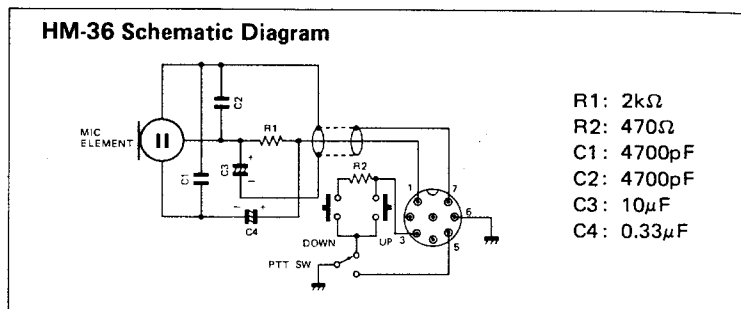 HM-36 Schematic Diagram
C2
MIC
ELEMENT
R1
C1
C3
+
−
R2
1
7
− +
C4
6
DOWN
UP
3
5
PTT SW
R1: 2kΩ
R2: 470Ω
C1: 4700pF
C2: 4700pF
C3: 10μF
C4: 0.33μF